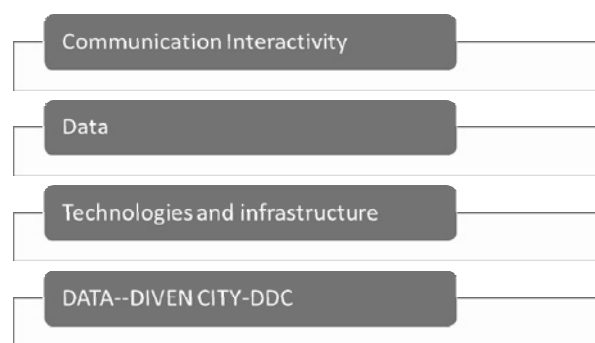 Communication Interactivity
Data
Technologies and infrastructure
DATA--DIVEN CITY-DDC